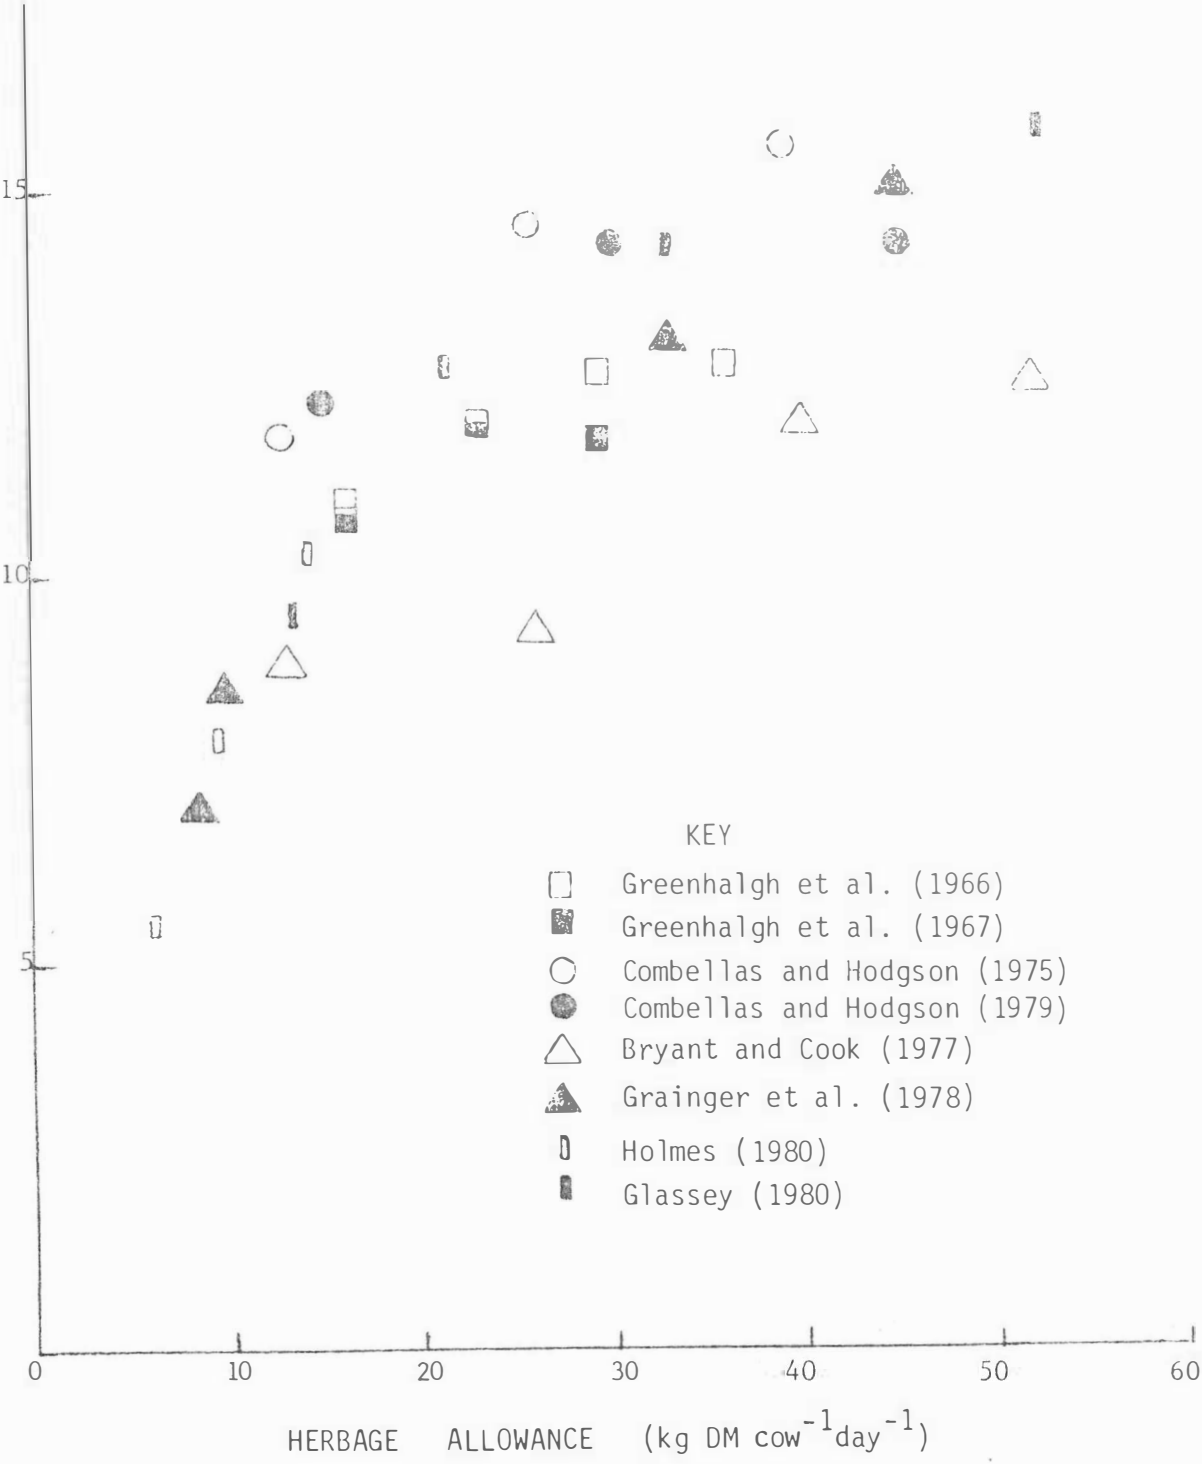 15
10
5
KEY
Greenhalgh et al. (1966)
Greenhalgh et al. (1967)
Combellas and Hodgson (1975)
Combellas and Hodgson (1979)
Bryant and Cook (1977)
Grainger et al. (1978)
Holmes (1980)
Glassey (1980)
0 10 20 30 40 50 60
HERBAGE ALLOWANCE (kg DM cow⁻¹day⁻¹)